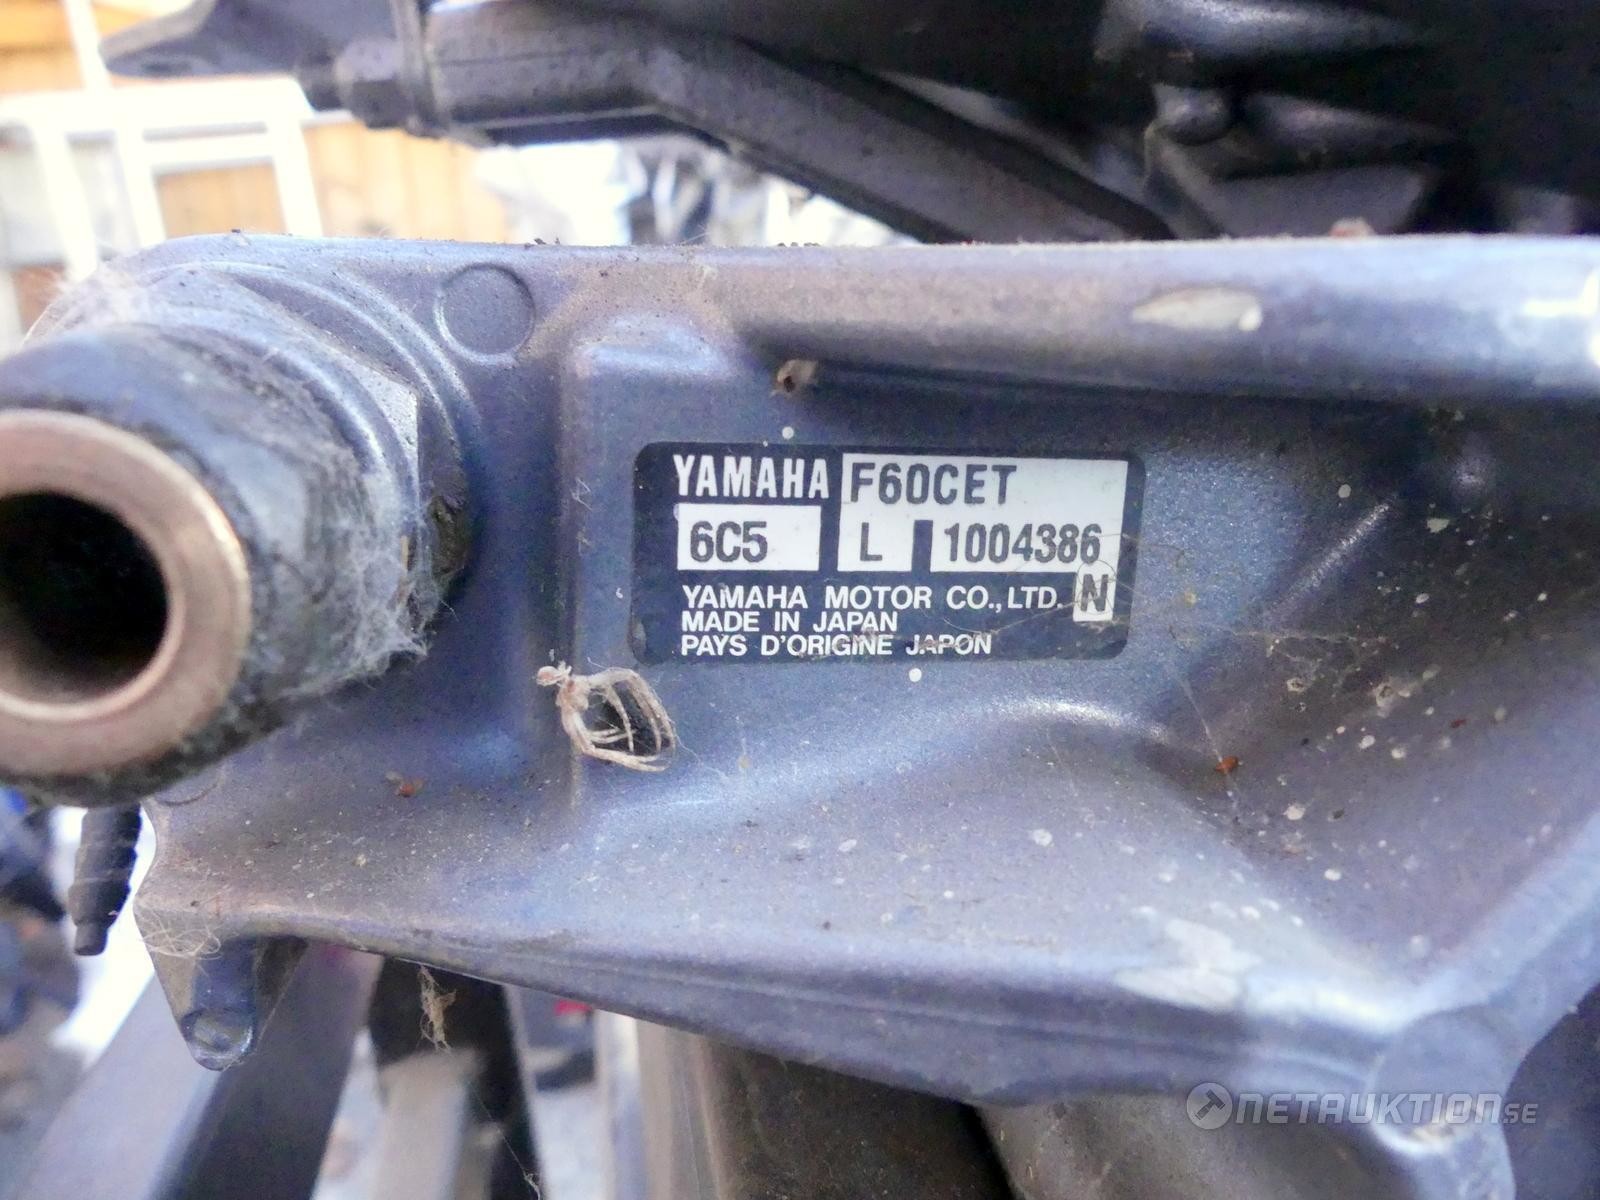 YAMAHA F60CET
6C5 L 1004386
YAMAHA MOTOR CO., LTD. N
MADE IN JAPAN
PAYS D'ORIGINE JAPON
NETAUKTION.SE